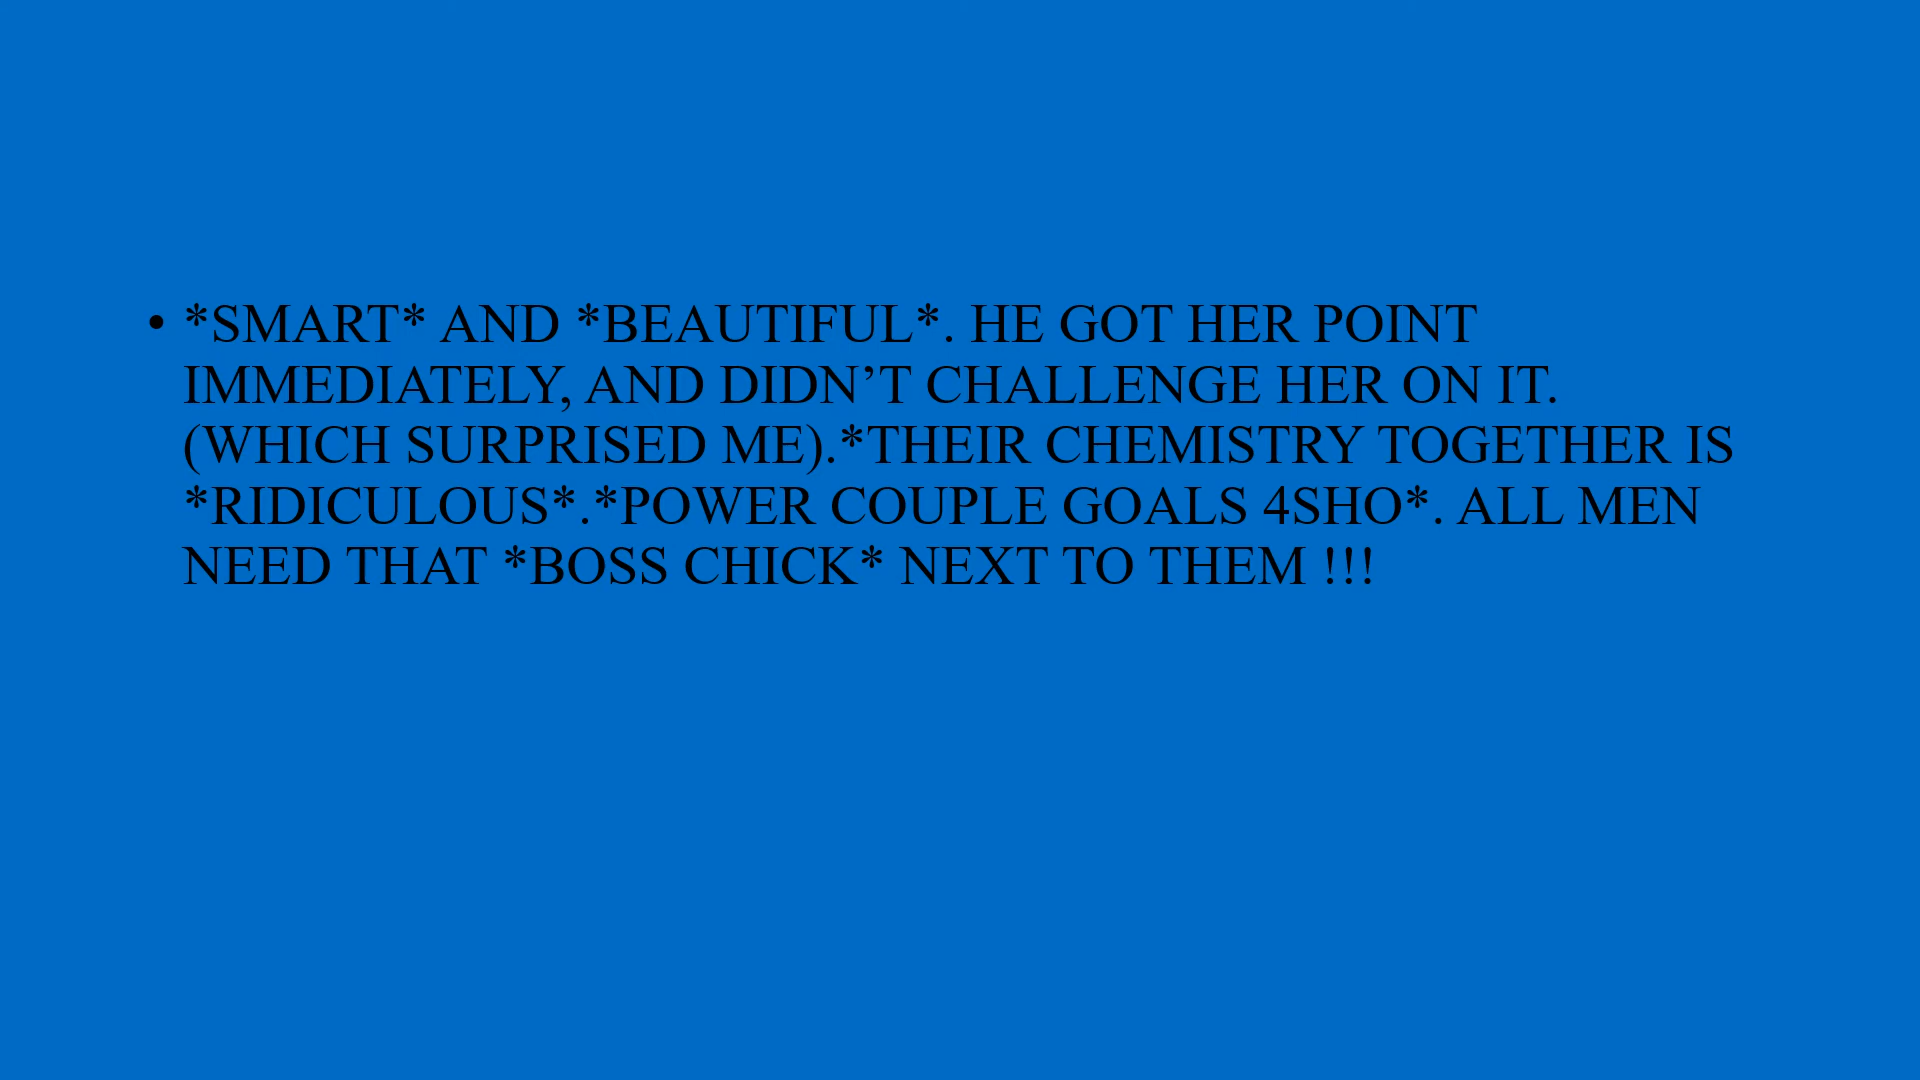 • *SMART* AND *BEAUTIFUL*. HE GOT HER POINT
IMMEDIATELY, AND DIDN’T CHALLENGE HER ON IT.
(WHICH SURPRISED ME).*THEIR CHEMISTRY TOGETHER IS
*RIDICULOUS*.*POWER COUPLE GOALS 4SHO*. ALL MEN
NEED THAT *BOSS CHICK* NEXT TO THEM !!!